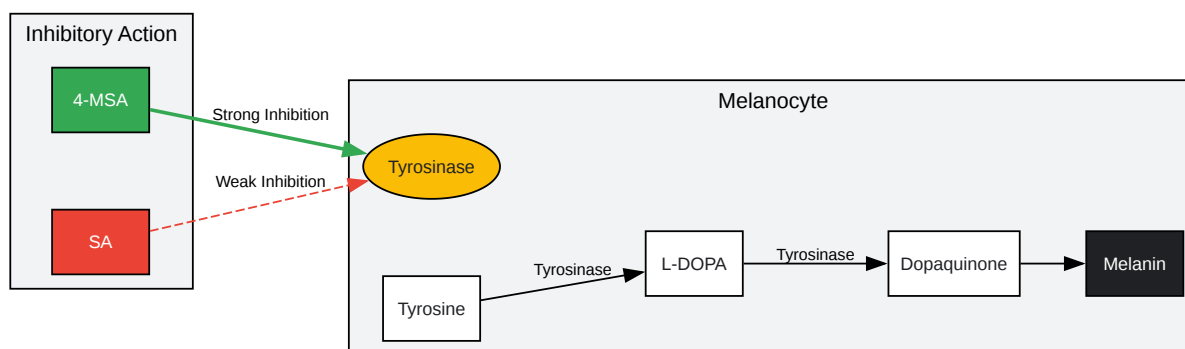 Inhibitory Action
4-MSA
Strong Inhibition
Weak Inhibition
SA
Melanocyte
Tyrosinase
Tyrosine
Tyrosinase
L-DOPA
Tyrosinase
Dopaquinone
Melanin